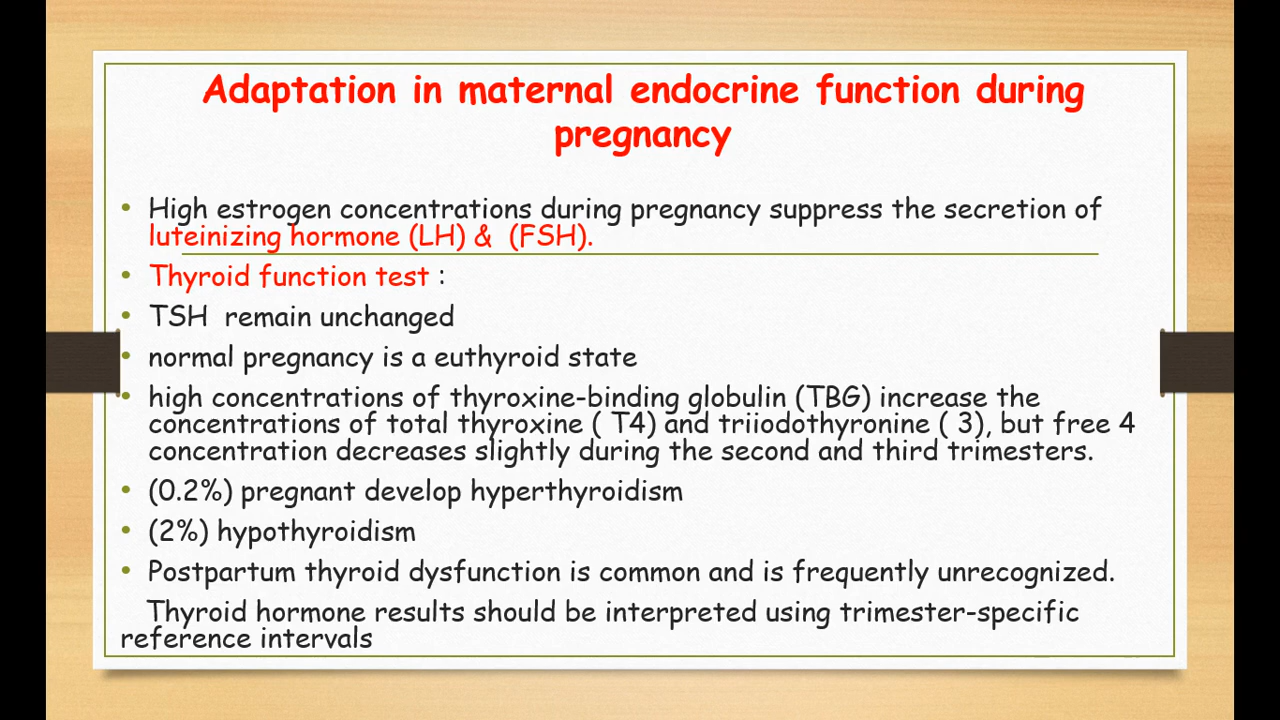 Adaptation in maternal endocrine function during
pregnancy
• High estrogen concentrations during pregnancy suppress the secretion of
luteinizing hormone (LH) &  (FSH).
• Thyroid function test :
• TSH  remain unchanged
• normal pregnancy is a euthyroid state
• high concentrations of thyroxine-binding globulin (TBG) increase the
concentrations of total thyroxine ( T4) and triiodothyronine ( 3), but free 4
concentration decreases slightly during the second and third trimesters.
• (0.2%) pregnant develop hyperthyroidism
• (2%) hypothyroidism
• Postpartum thyroid dysfunction is common and is frequently unrecognized.
Thyroid hormone results should be interpreted using trimester-specific
reference intervals